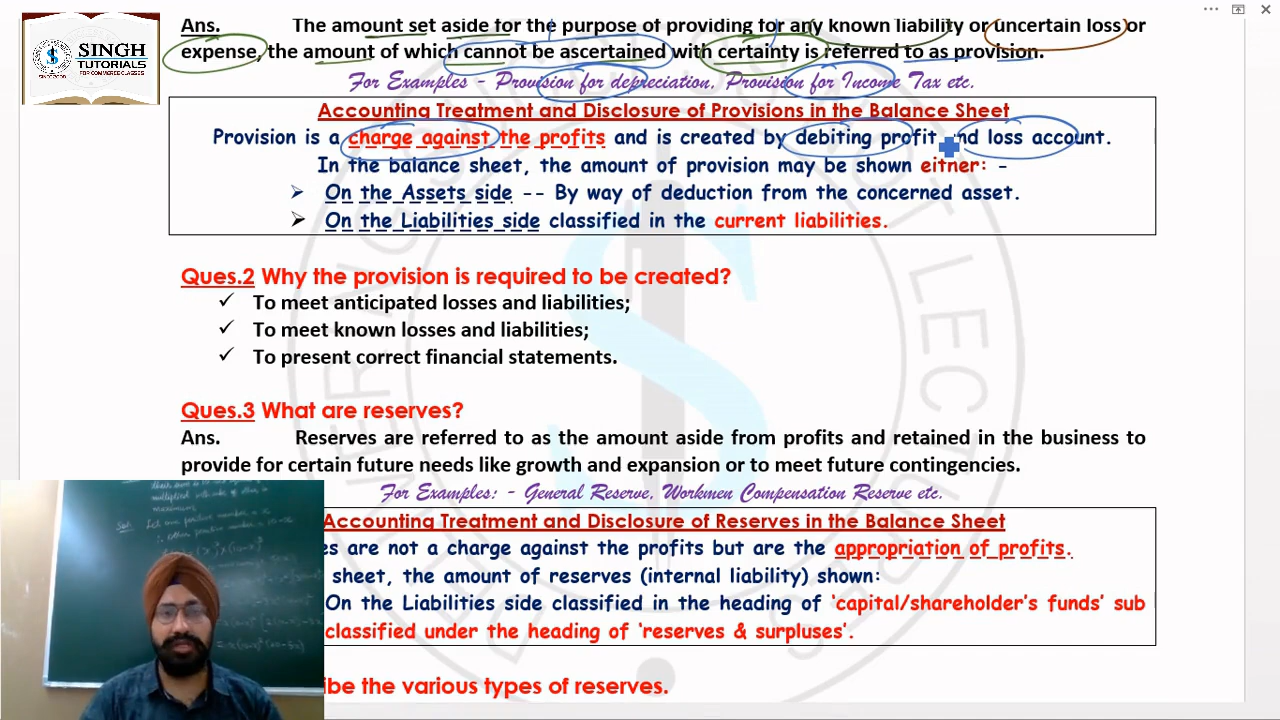 SINGH
TUTORIALS
FOR COMMERCE CLASSES
Ans. The amount set aside for the purpose of providing for any known liability or uncertain loss or
expense, the amount of which cannot be ascertained with certainty is referred to as provision.
For Examples - Provision for depreciation, Provision for Income Tax etc.
Accounting Treatment and Disclosure of Provisions in the Balance Sheet
Provision is a charge against the profits and is created by debiting profit and loss account.
In the balance sheet, the amount of provision may be shown either: -
➢ On the Assets side -- By way of deduction from the concerned asset.
➢ On the Liabilities side classified in the current liabilities.
Ques.2 Why the provision is required to be created?
✓ To meet anticipated losses and liabilities;
✓ To meet known losses and liabilities;
✓ To present correct financial statements.
Ques.3 What are reserves?
Ans. Reserves are referred to as the amount aside from profits and retained in the business to
provide for certain future needs like growth and expansion or to meet future contingencies.
For Examples: - General Reserve, Workmen Compensation Reserve etc.
Accounting Treatment and Disclosure of Reserves in the Balance Sheet
es are not a charge against the profits but are the appropriation of profits.
sheet, the amount of reserves (internal liability) shown:
On the Liabilities side classified in the heading of ‘capital/shareholder’s funds’ sub
classified under the heading of ‘reserves & surpluses’.
ibe the various types of reserves.